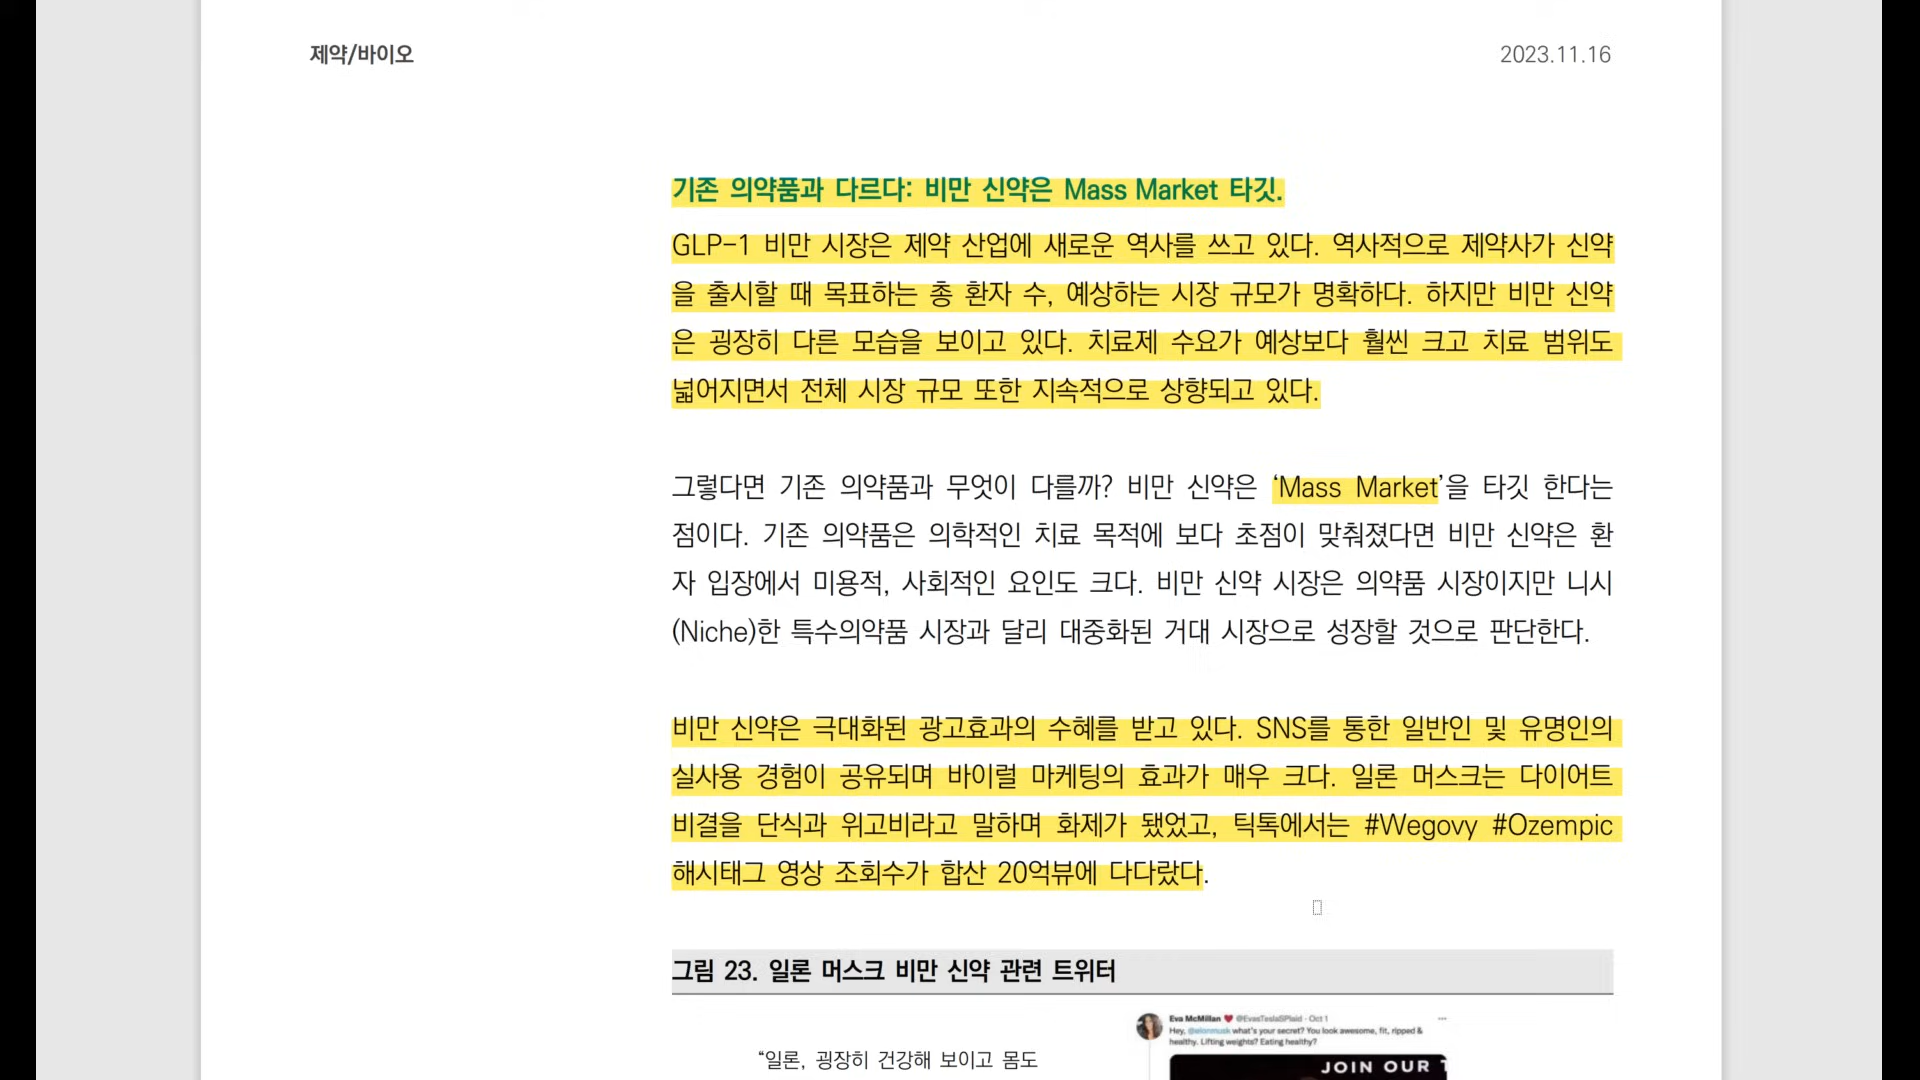 제약/바이오
2023.11.16
기존 의약품과 다르다: 비만 신약은 Mass Market 타깃.
GLP-1 비만 시장은 제약 산업에 새로운 역사를 쓰고 있다. 역사적으로 제약사가 신약
을 출시할 때 목표하는 총 환자 수, 예상하는 시장 규모가 명확하다. 하지만 비만 신약
은 굉장히 다른 모습을 보이고 있다. 치료제 수요가 예상보다 훨씬 크고 치료 범위도
넓어지면서 전체 시장 규모 또한 지속적으로 상향되고 있다.
그렇다면 기존 의약품과 무엇이 다를까? 비만 신약은 ‘Mass Market’을 타깃 한다는
점이다. 기존 의약품은 의학적인 치료 목적에 보다 초점이 맞춰졌다면 비만 신약은 환
자 입장에서 미용적, 사회적인 요인도 크다. 비만 신약 시장은 의약품 시장이지만 니시
(Niche)한 특수의약품 시장과 달리 대중화된 거대 시장으로 성장할 것으로 판단한다.
비만 신약은 극대화된 광고효과의 수혜를 받고 있다. SNS를 통한 일반인 및 유명인의
실사용 경험이 공유되며 바이럴 마케팅의 효과가 매우 크다. 일론 머스크는 다이어트
비결을 단식과 위고비라고 말하며 화제가 됐었고, 틱톡에서는 #Wegovy #Ozempic
해시태그 영상 조회수가 합산 20억뷰에 다다랐다.
그림 23. 일론 머스크 비만 신약 관련 트위터
Eva McMillan @EvasTeslaSPlaid · Oct 1
Hey, @elonmusk what's your secret? You look awesome, fit, ripped &
healthy. Lifting weights? Eating healthy?
“일론, 굉장히 건강해 보이고 몸도
JOIN OUR T